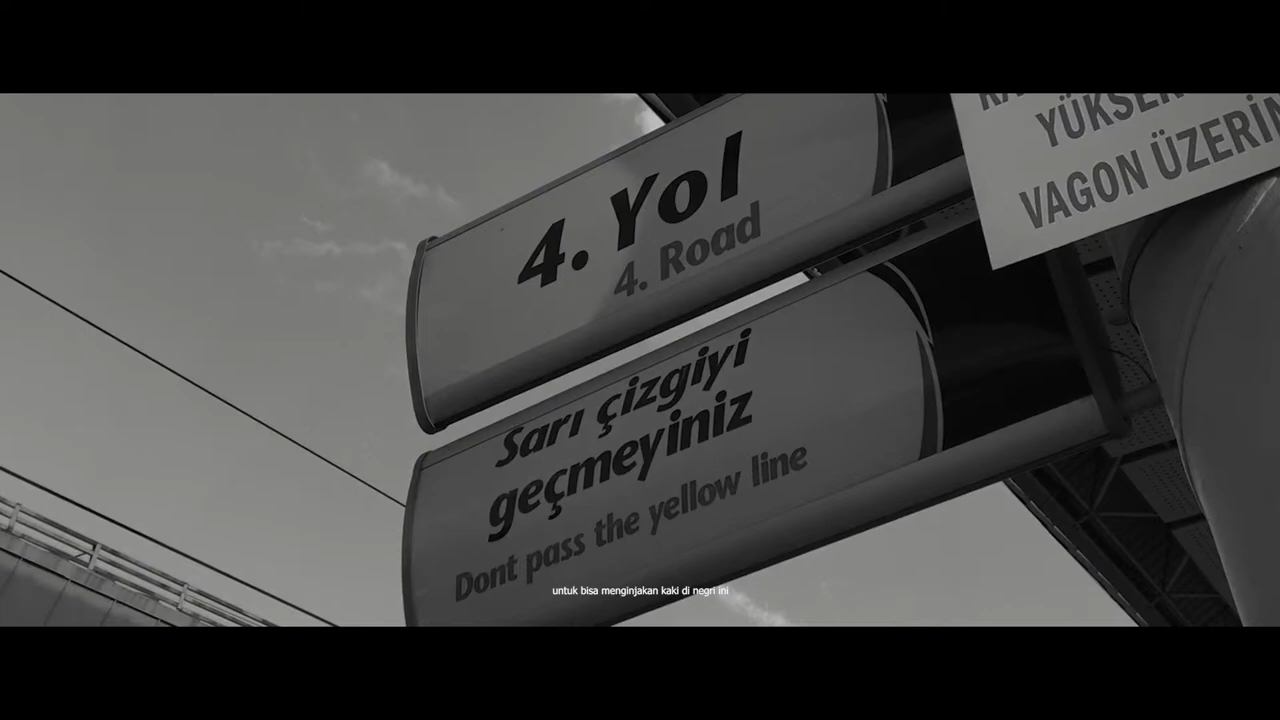 4. Yol
4. Road
YÜKSEK
VAGON ÜZERİN
Sarı çizgiyi
geçmeyiniz
Dont pass the yellow line
untuk bisa menginjakan kaki di negri ini